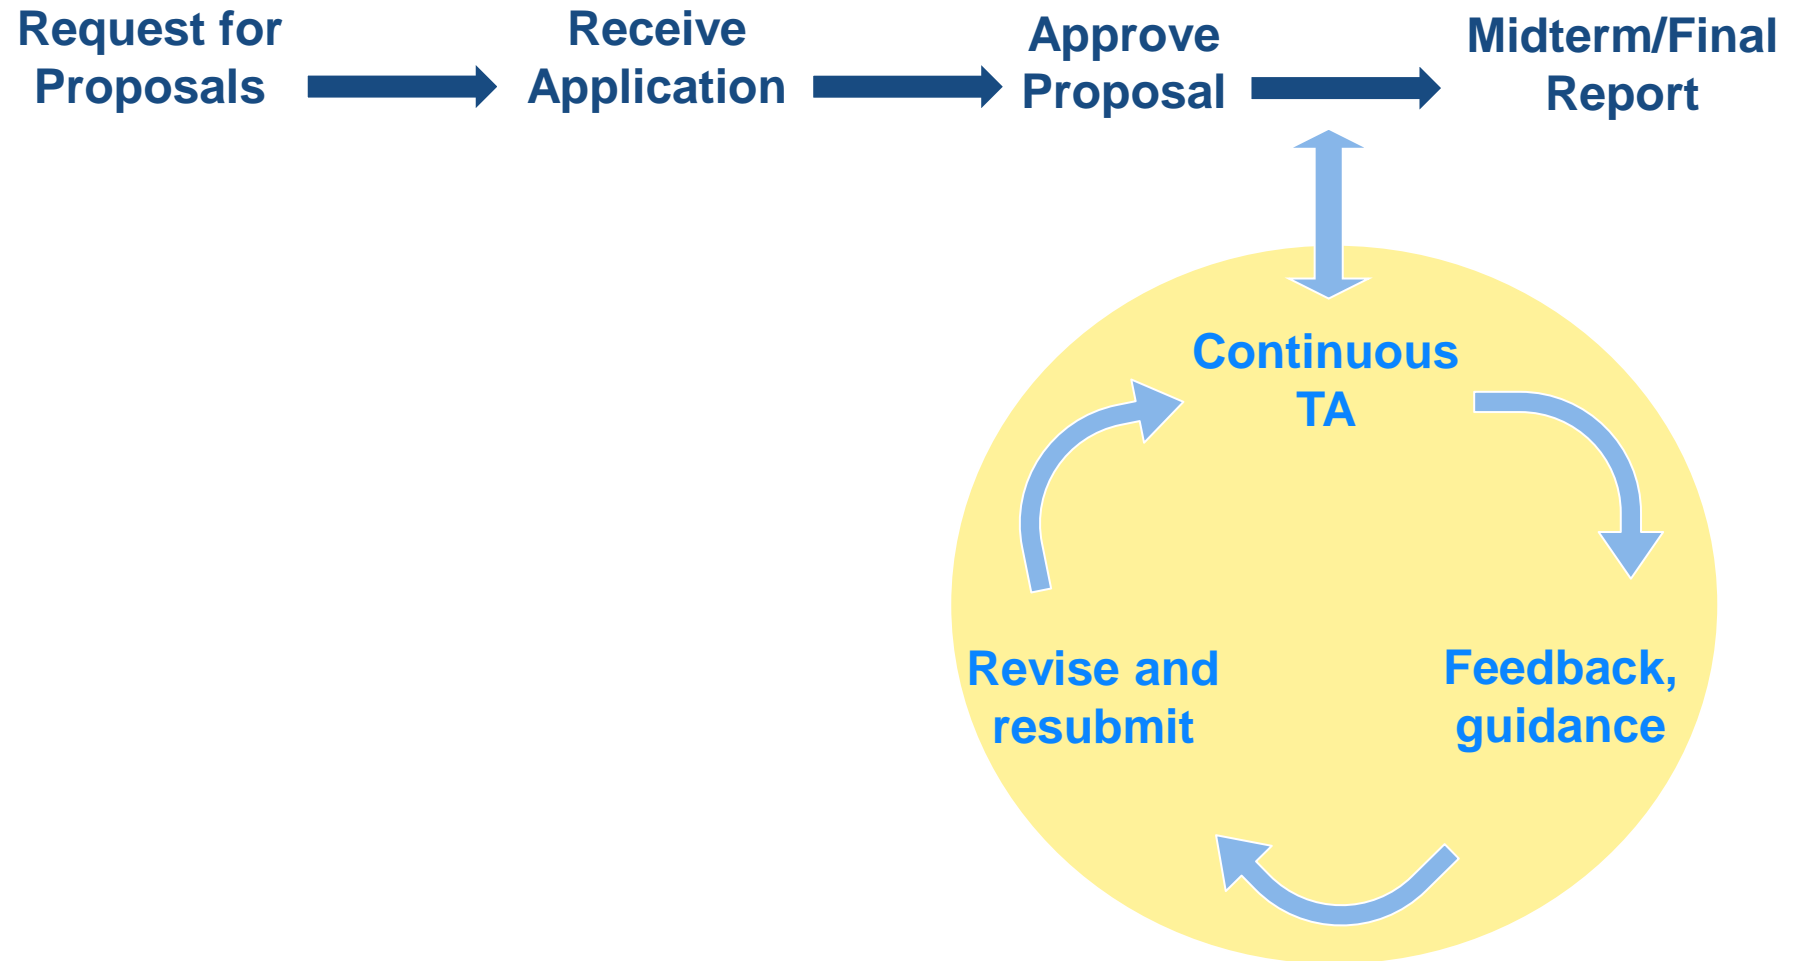 Request for
Proposals
Receive
Application
Approve
Proposal
Midterm/Final
Report
Continuous
TA
Revise and
resubmit
Feedback,
guidance